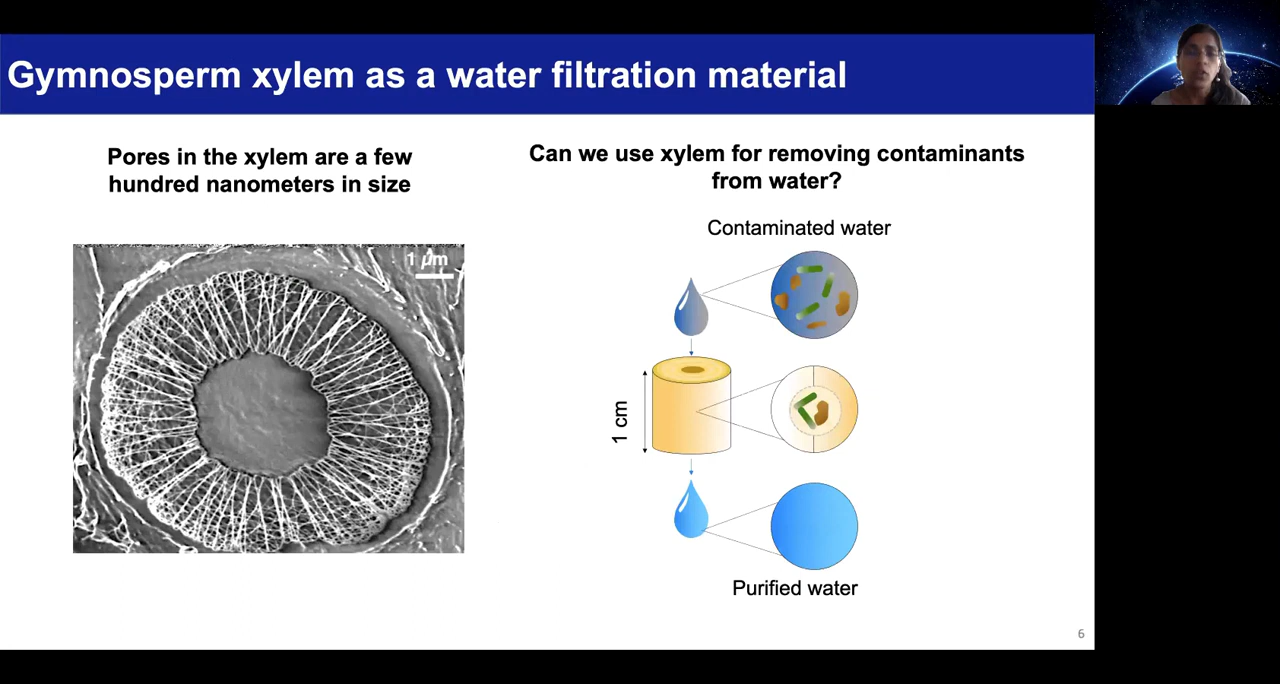 Gymnosperm xylem as a water filtration material
Pores in the xylem are a few
hundred nanometers in size
1 µm
Can we use xylem for removing contaminants
from water?
Contaminated water
1 cm
Purified water
6